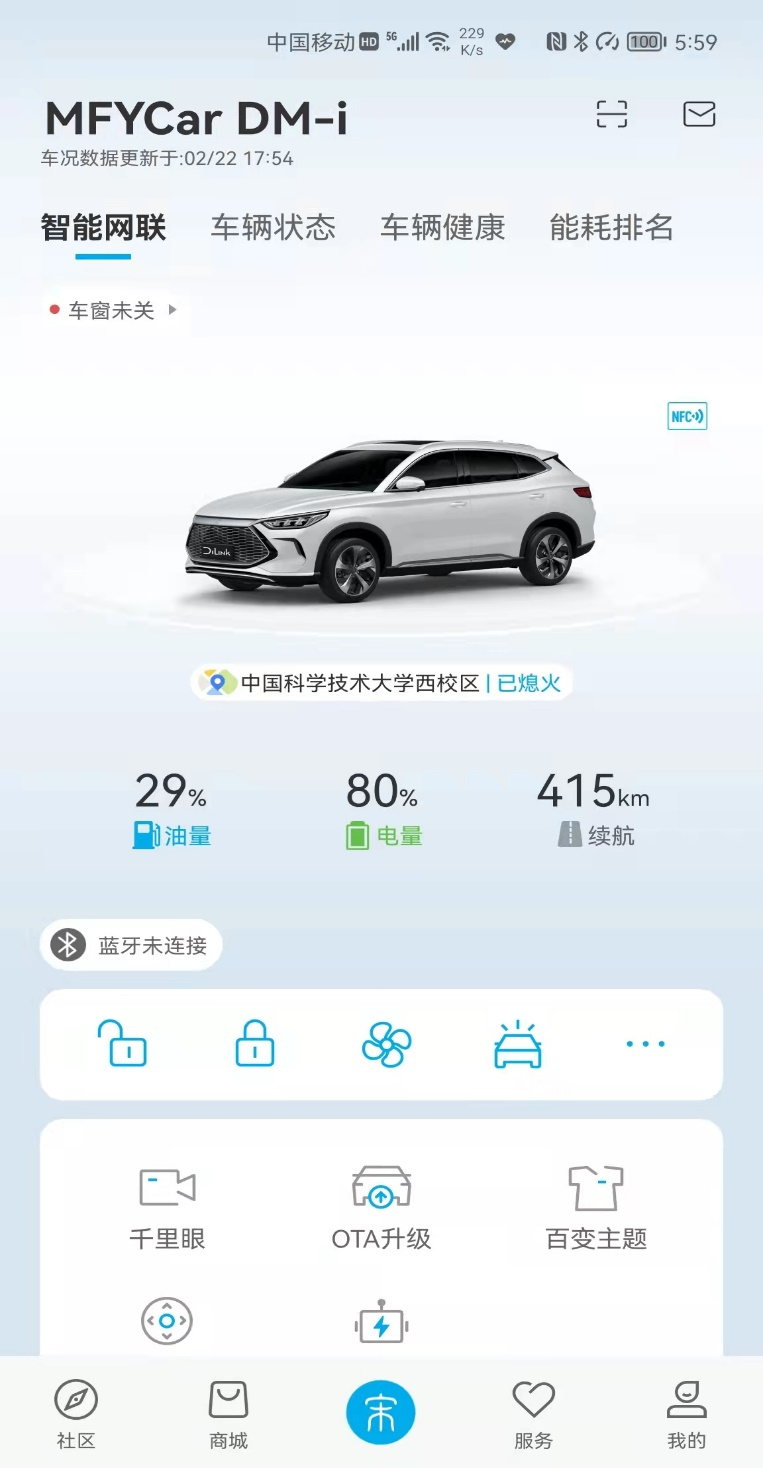 中国移动 HD 5G 229 K/s 100 5:59
MFYCar DM-i
车况数据更新于:02/22 17:54
智能网联 车辆状态 车辆健康 能耗排名
车窗未关
NFC
DiLink
中国科学技术大学西校区 | 已熄火
29% 80% 415km
油量 电量 续航
蓝牙未连接
千里眼 OTA升级 百变主题
宋
社区 商城 服务 我的